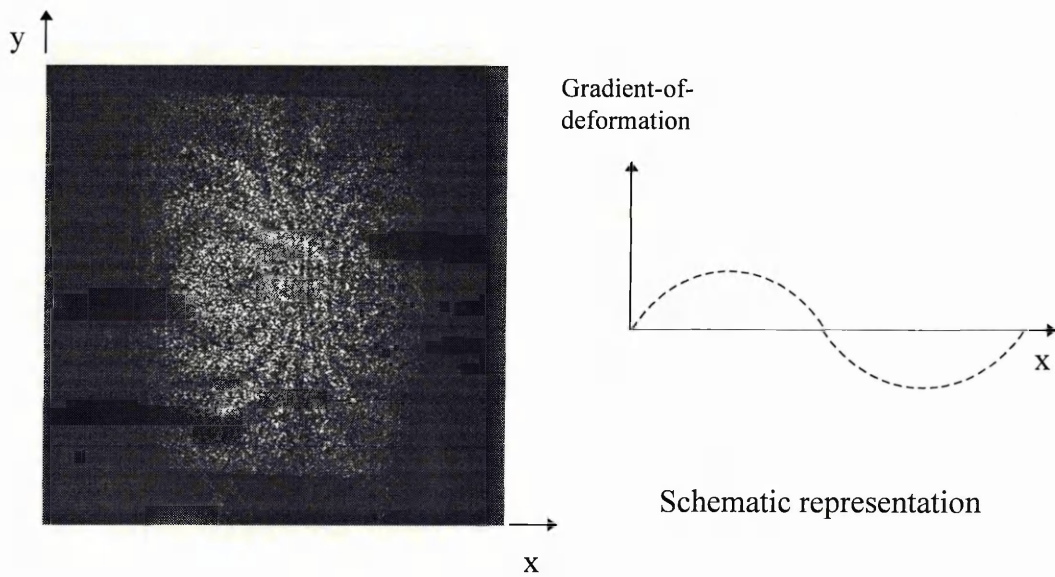 y
x
Gradient-of-
deformation
x
Schematic representation